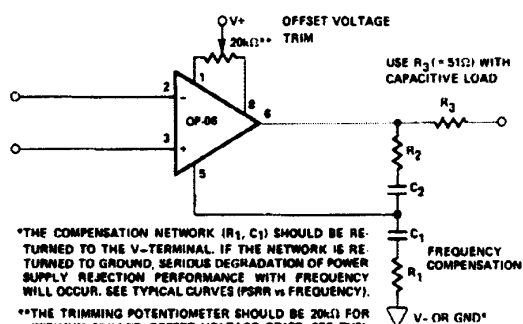 V+
OFFSET VOLTAGE
TRIM
20kΩ**
USE R3 (≈ 51Ω) WITH
CAPACITIVE LOAD
R3
1
2
−
8
OP-06
6
3
+
5
R2
C2
C1
FREQUENCY
COMPENSATION
R1
V- OR GND*
*THE COMPENSATION NETWORK (R1, C1) SHOULD BE RE-
TURNED TO THE V-TERMINAL. IF THE NETWORK IS RE-
TURNED TO GROUND, SERIOUS DEGRADATION OF POWER
SUPPLY REJECTION PERFORMANCE WITH FREQUENCY
WILL OCCUR. SEE TYPICAL CURVES (PSRR vs FREQUENCY).
**THE TRIMMING POTENTIOMETER SHOULD BE 20kΩ FOR